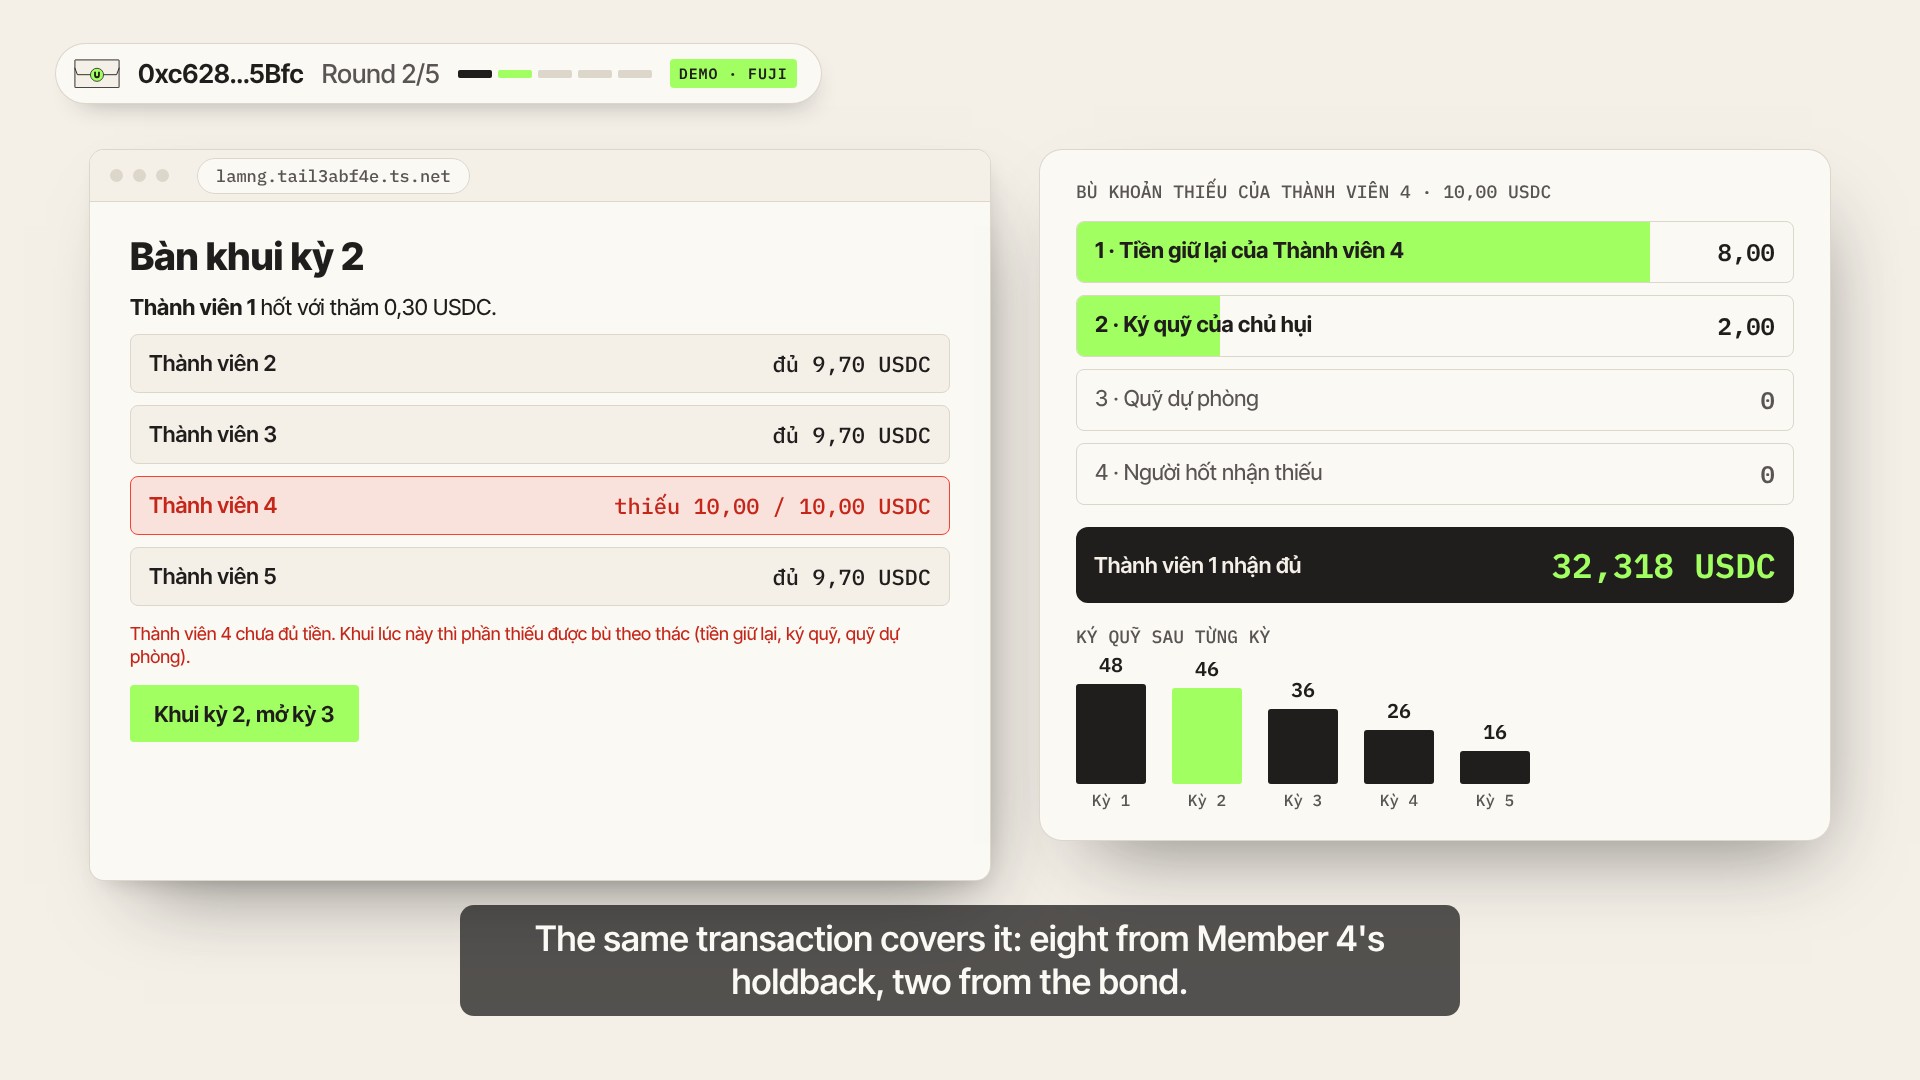 0xc628...5Bfc Round 2/5 DEMO · FUJI
lamng.tail3abf4e.ts.net
Bàn khui kỳ 2
Thành viên 1 hốt với thăm 0,30 USDC.
Thành viên 2 đủ 9,70 USDC
Thành viên 3 đủ 9,70 USDC
Thành viên 4 thiếu 10,00 / 10,00 USDC
Thành viên 5 đủ 9,70 USDC
Thành viên 4 chưa đủ tiền. Khui lúc này thì phần thiếu được bù theo thác (tiền giữ lại, ký quỹ, quỹ dự
phòng).
Khui kỳ 2, mở kỳ 3
BÙ KHOẢN THIẾU CỦA THÀNH VIÊN 4 · 10,00 USDC
1 · Tiền giữ lại của Thành viên 4 8,00
2 · Ký quỹ của chủ hụi 2,00
3 · Quỹ dự phòng 0
4 · Người hốt nhận thiếu 0
Thành viên 1 nhận đủ 32,318 USDC
KÝ QUỸ SAU TỪNG KỲ
48 46 36 26 16
Kỳ 1 Kỳ 2 Kỳ 3 Kỳ 4 Kỳ 5
The same transaction covers it: eight from Member 4's
holdback, two from the bond.